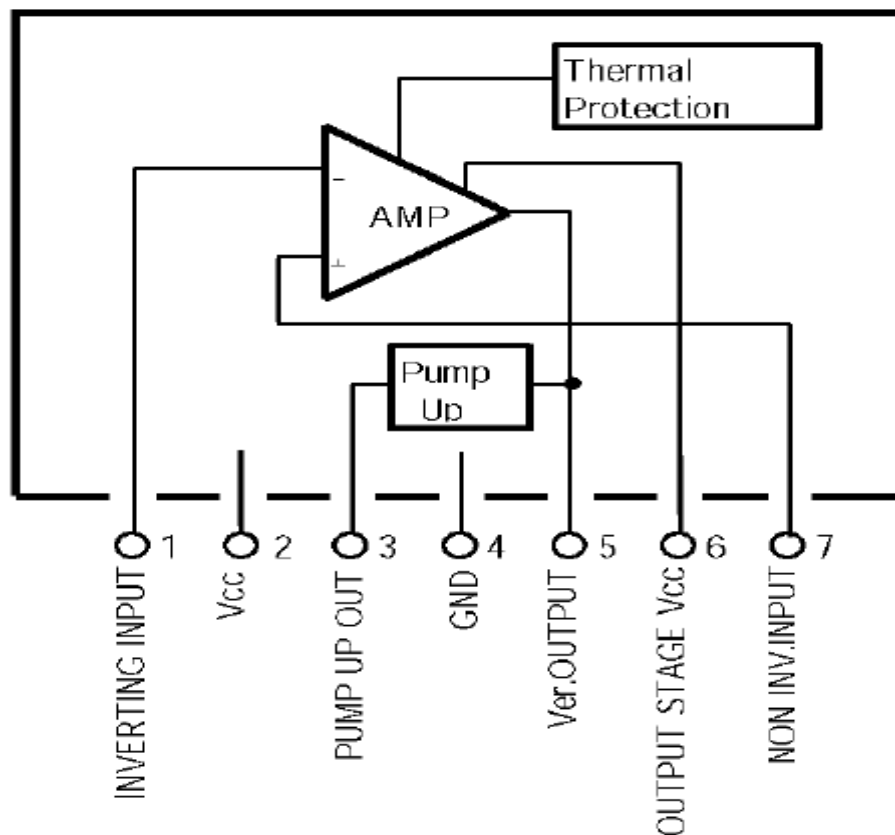 Thermal
Protection
-
AMP
+
Pump
Up
1
2
3
4
5
6
7
INVERTING INPUT
Vcc
PUMP UP OUT
GND
Ver.OUTPUT
OUTPUT STAGE Vcc
NON INV.INPUT